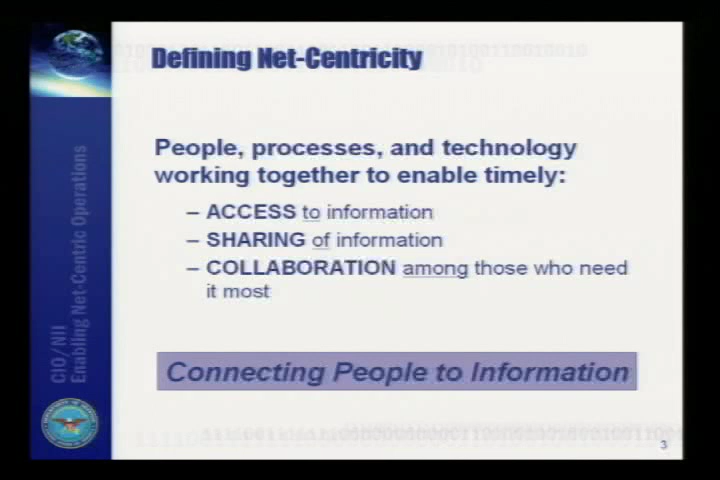 Defining Net-Centricity
People, processes, and technology
working together to enable timely:
– ACCESS to information
– SHARING of information
– COLLABORATION among those who need
it most
Connecting People to Information
CIO/NII
Enabling Net-Centric Operations
3